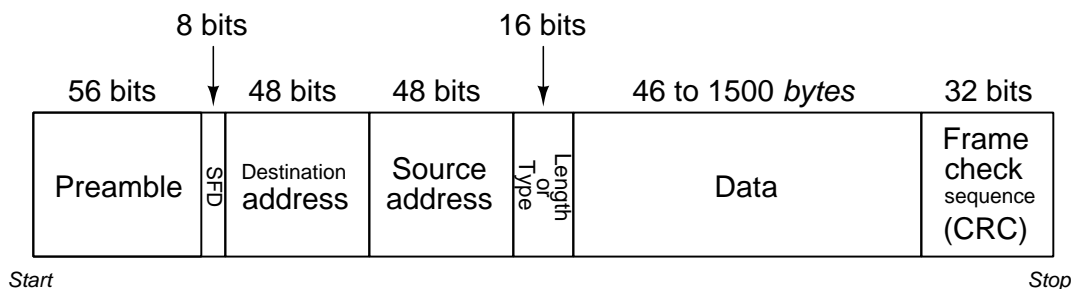 8 bits
16 bits
56 bits
48 bits
48 bits
46 to 1500 bytes
32 bits
Preamble
SFD
Destination
address
Source
address
Length
or
Type
Data
Frame
check
sequence
(CRC)
Start
Stop